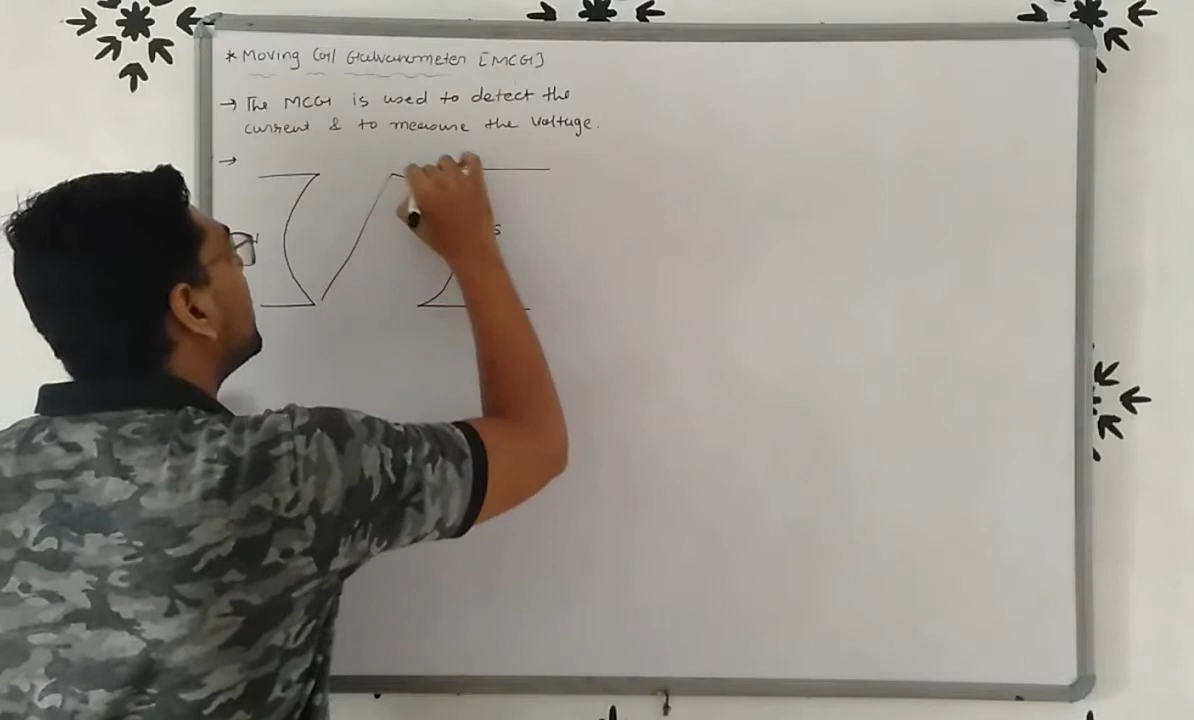 * Moving Coil Galvanometer [MCG]
→ The MCG is used to detect the
current & to measure the Voltage.
→
S